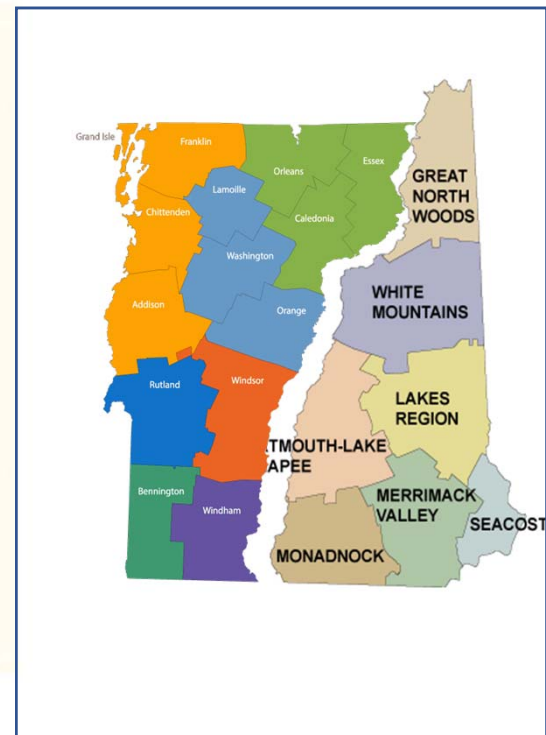 Grand Isle
Franklin
Orleans
Essex
Lamoille
Chittenden
Caledonia
Washington
Addison
Orange
Rutland
Windsor
Bennington
Windham
GREAT
NORTH
WOODS
WHITE
MOUNTAINS
LAKES
REGION
TMOUTH-LAKE
APEE
MERRIMACK
VALLEY
SEACOST
MONADNOCK